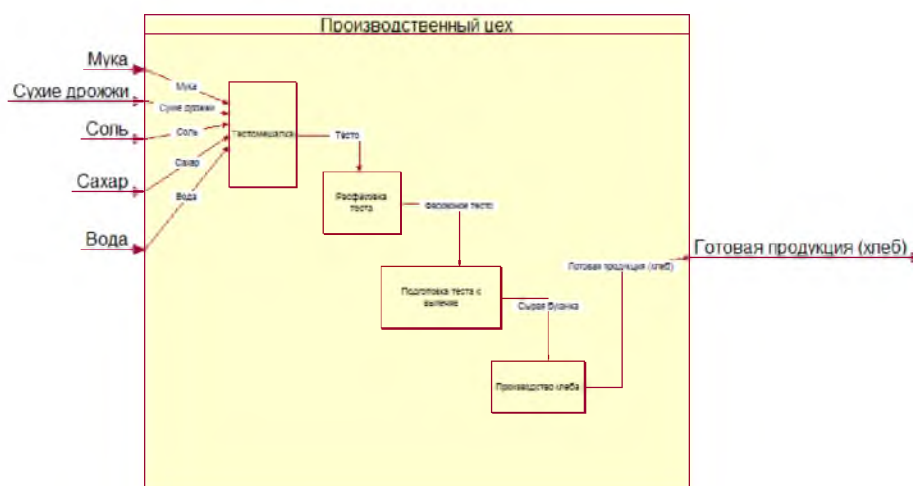 Производственный цех
Мука
Мука
Сухие дрожжи
Сухие дрожжи
Соль
Соль
Тестомешалка
Тесто
Сахар
Сахар
Вода
Вода
Расфасовка
теста
Фасованое тесто
Готовая продукция (хлеб)
Готовая продукция (хлеб)
Подготовка теста с
выпечке
Сырая буханка
Производство хлеба